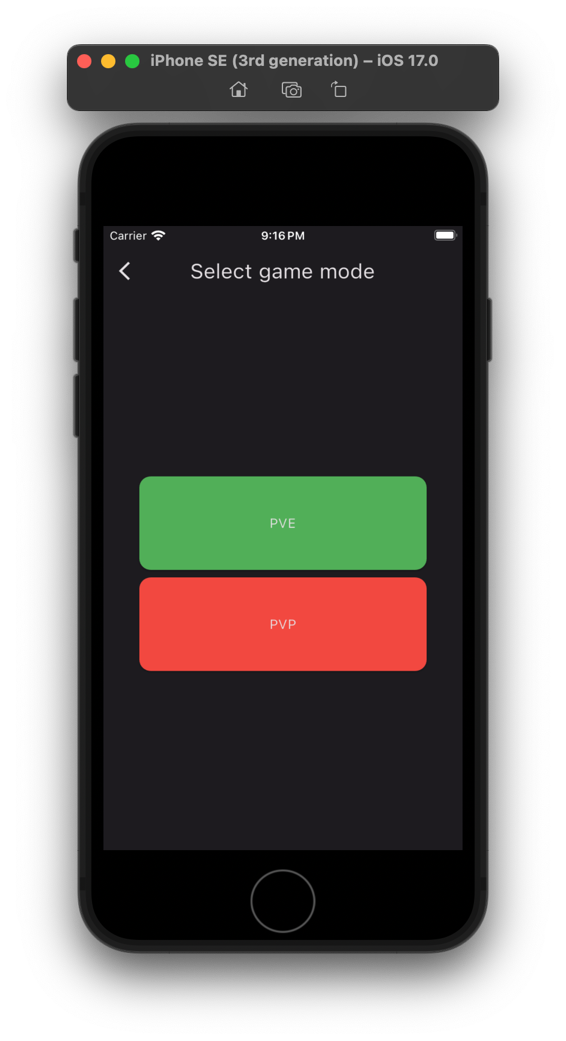 iPhone SE (3rd generation) – iOS 17.0
Carrier 9:16 PM
Select game mode
PVE
PVP